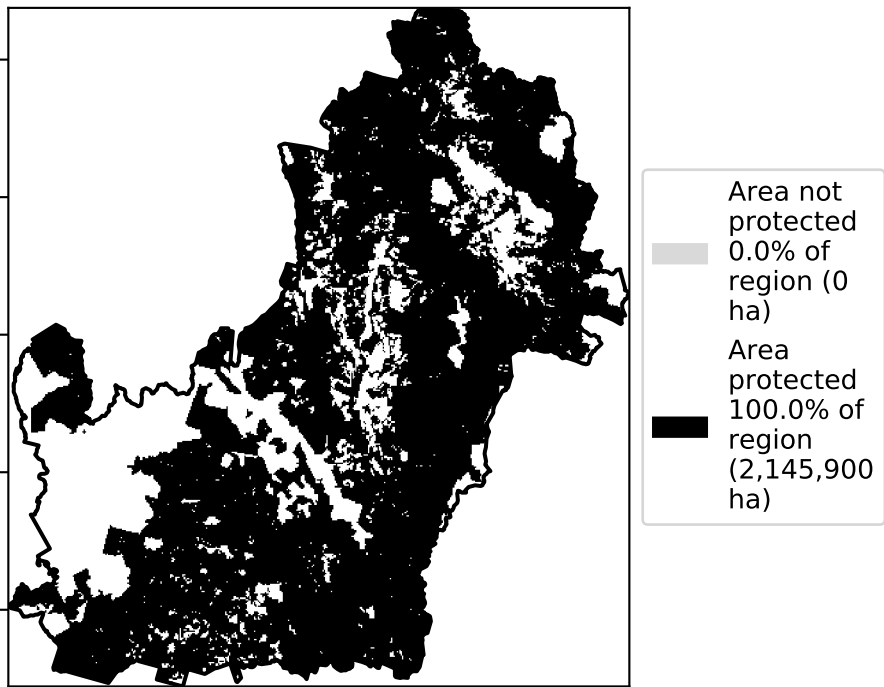 Area not
protected
0.0% of
region (0
ha)
Area
protected
100.0% of
region
(2,145,900
ha)